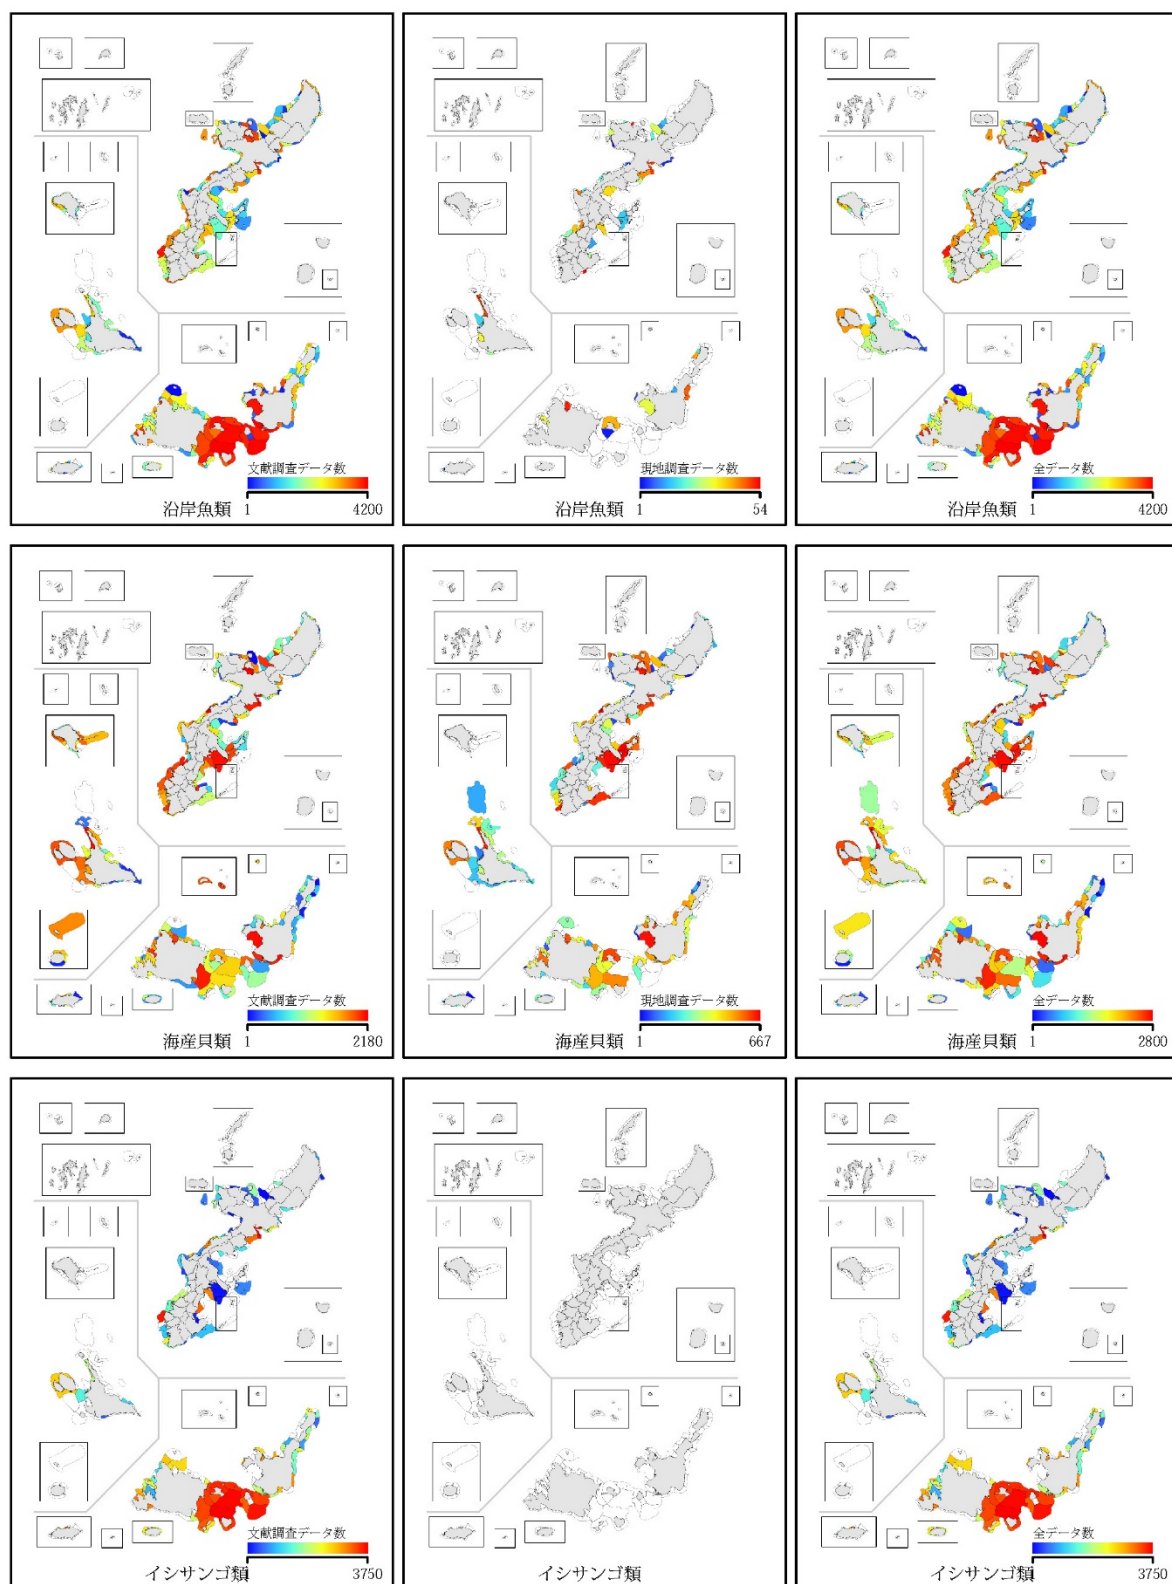 文献調査データ数
沿岸魚類 1 4200
現地調査データ数
沿岸魚類 1 54
全データ数
沿岸魚類 1 4200
文献調査データ数
海産貝類 1 2180
現地調査データ数
海産貝類 1 667
全データ数
海産貝類 1 2800
文献調査データ数
イシサンゴ類 1 3750
イシサンゴ類
全データ数
イシサンゴ類 1 3750